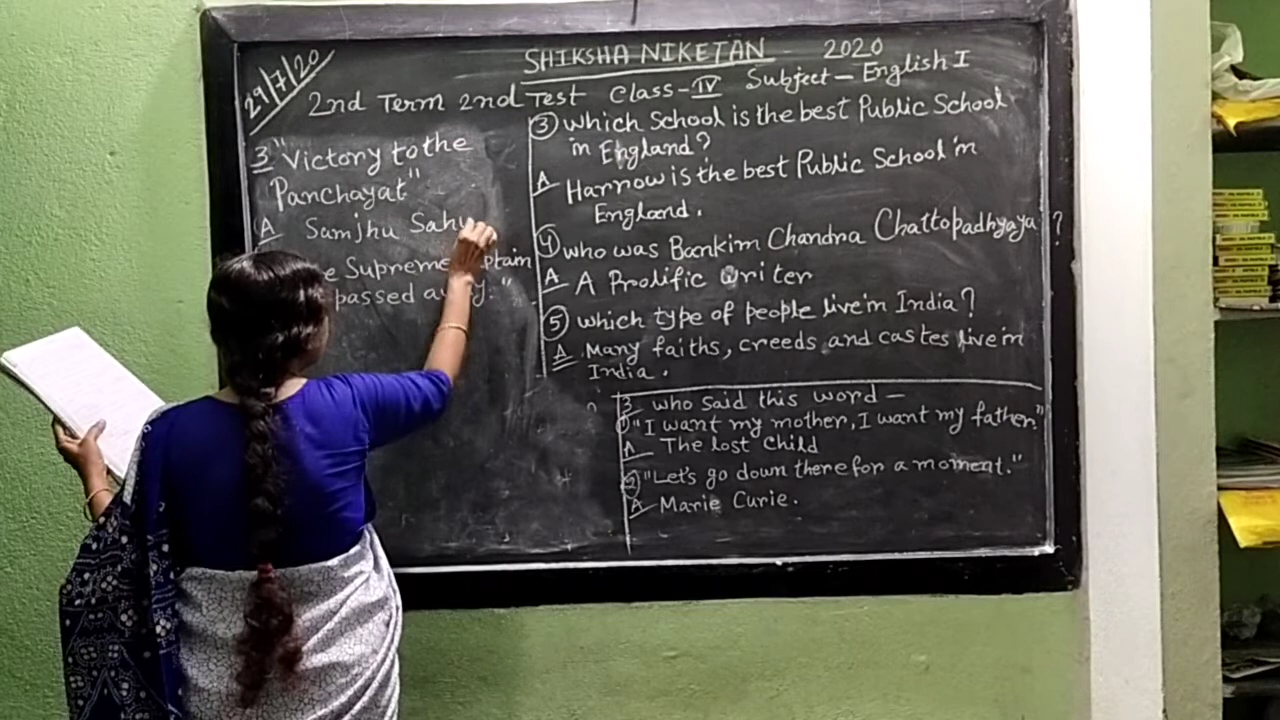 29/7/20
SHIKSHA NIKETAN 2020
2nd Term 2nd Test Class-IV Subject-English I
3 "Victory to the
Panchayat"
A Samjhu Sahu
e Supreme ptain
passed away."
③ Which School is the best Public School
in England?
A Harrow is the best Public School in
England.
④ who was Bankim Chandra Chattopadhyaya?
A A Prolific writer
⑤ which type of people live in India?
A Many faiths, creeds and castes live in
India.
3 who said this word —
① "I want my mother, I want my father."
A The lost Child
② "Let's go down there for a moment."
A Marie Curie.